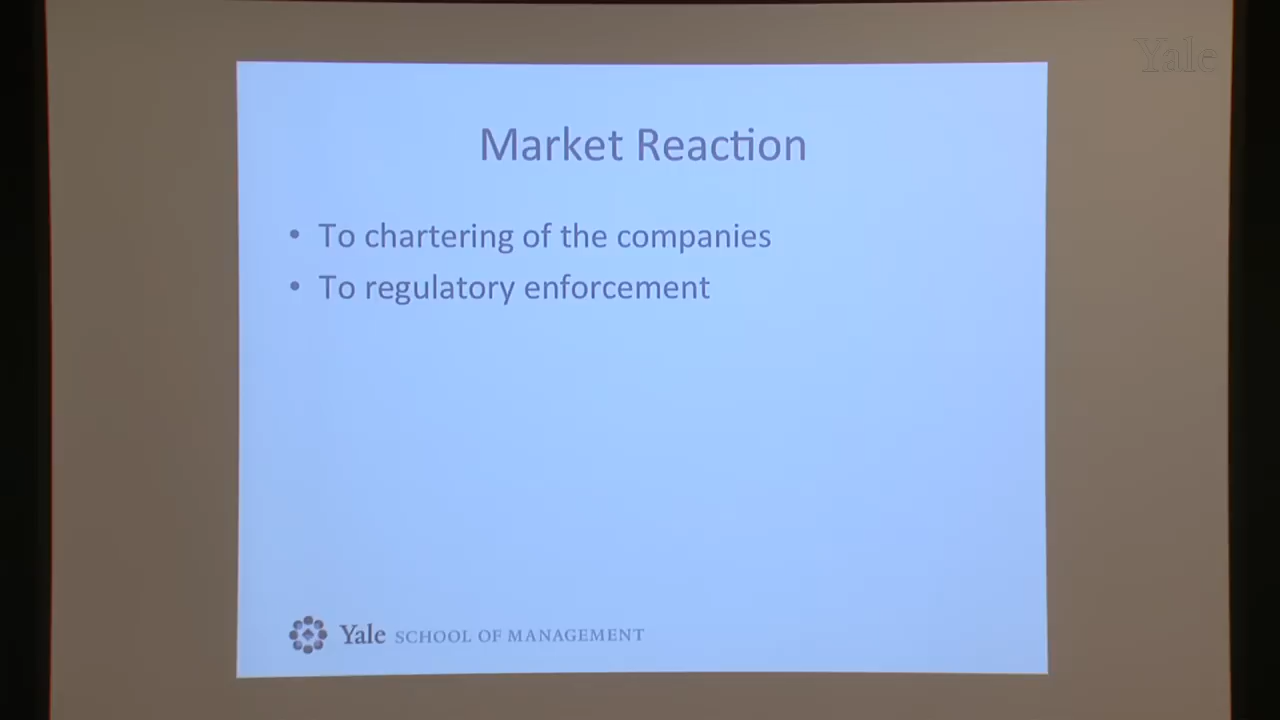 Yale
Market Reaction
• To chartering of the companies
• To regulatory enforcement
Yale SCHOOL OF MANAGEMENT